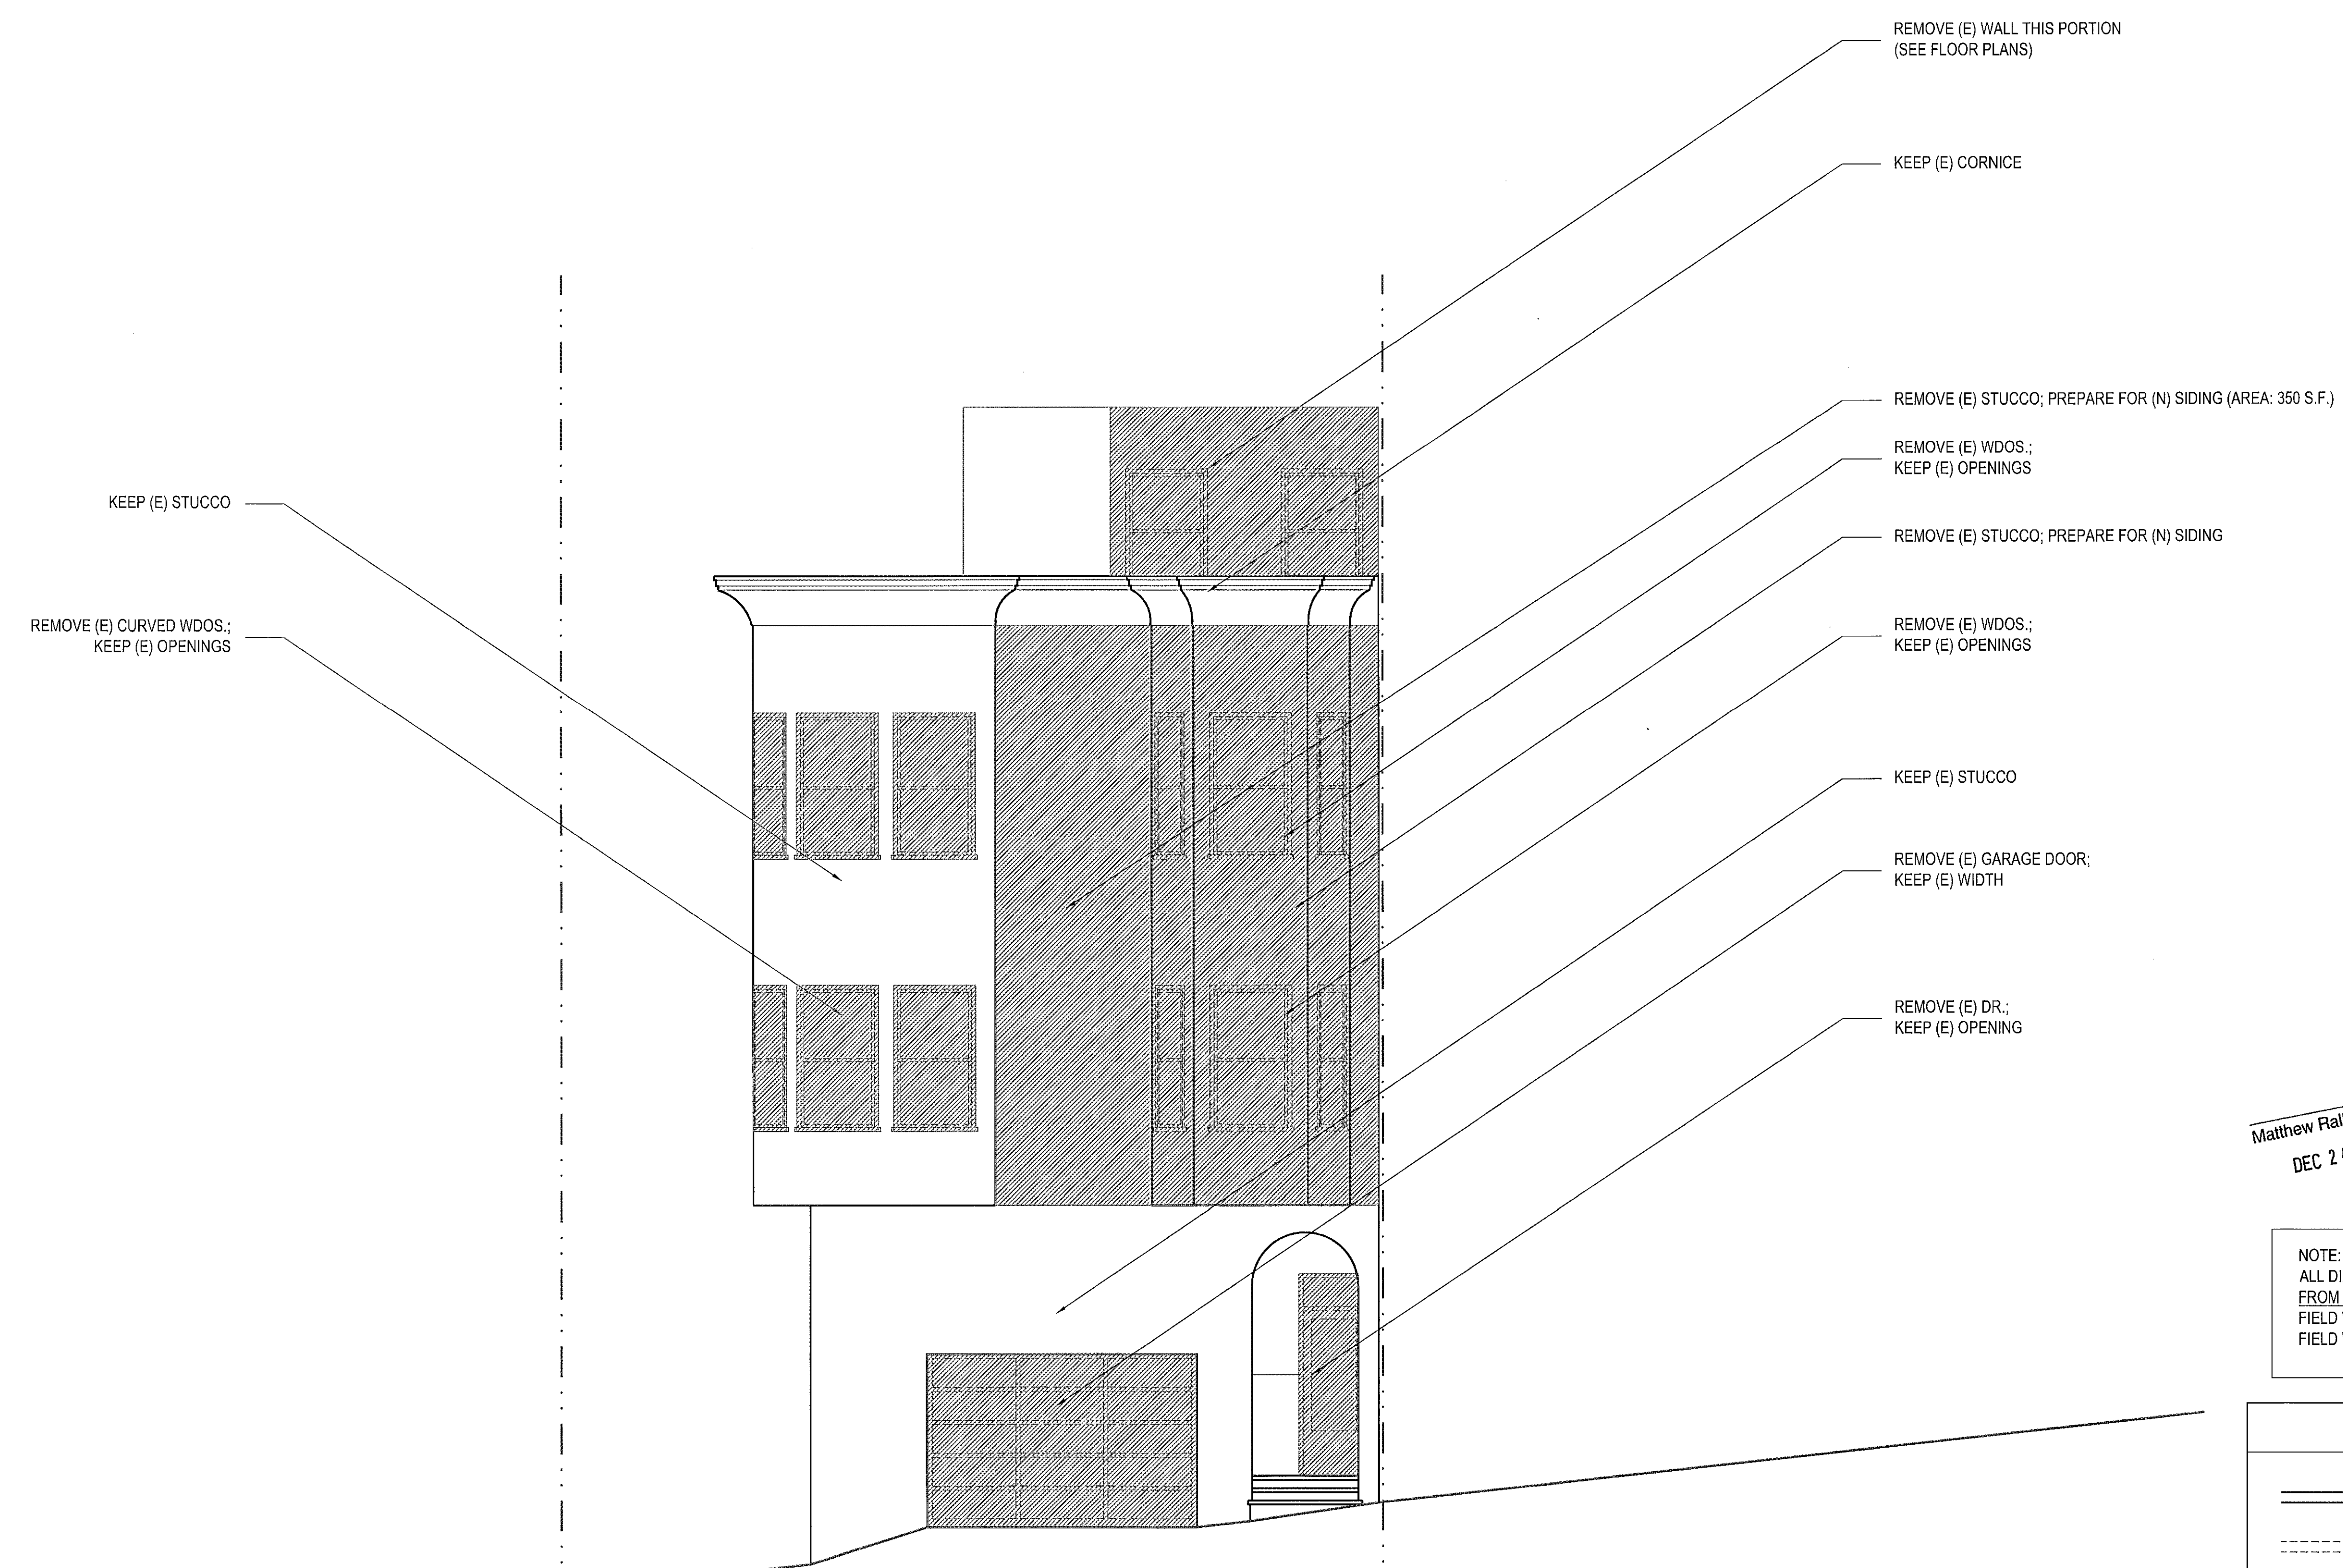 REMOVE (E) WALL THIS PORTION
(SEE FLOOR PLANS)
KEEP (E) CORNICE
REMOVE (E) STUCCO; PREPARE FOR (N) SIDING (AREA: 350 S.F.)
REMOVE (E) WDOS.;
KEEP (E) OPENINGS
KEEP (E) STUCCO
REMOVE (E) STUCCO; PREPARE FOR (N) SIDING
REMOVE (E) CURVED WDOS.;
KEEP (E) OPENINGS
REMOVE (E) WDOS.;
KEEP (E) OPENINGS
KEEP (E) STUCCO
REMOVE (E) GARAGE DOOR;
KEEP (E) WIDTH
REMOVE (E) DR.;
KEEP (E) OPENING
Matthew
DEC 2
NOTE:
ALL
FROM
FIELD
FIELD